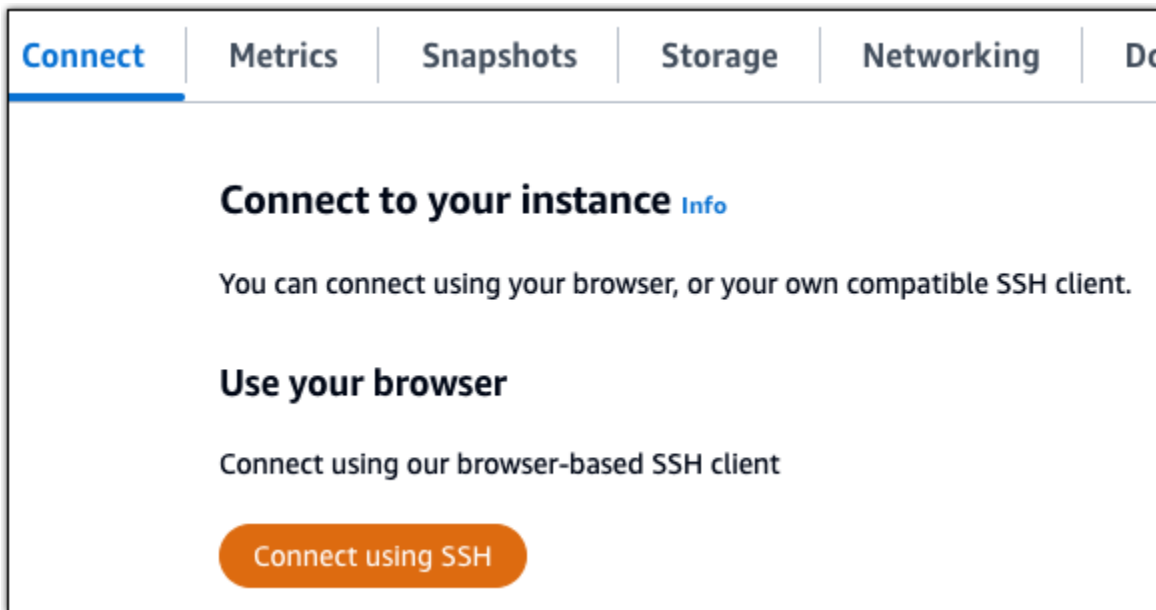 Connect Metrics Snapshots Storage Networking Do
Connect to your instance Info
You can connect using your browser, or your own compatible SSH client.
Use your browser
Connect using our browser-based SSH client
Connect using SSH